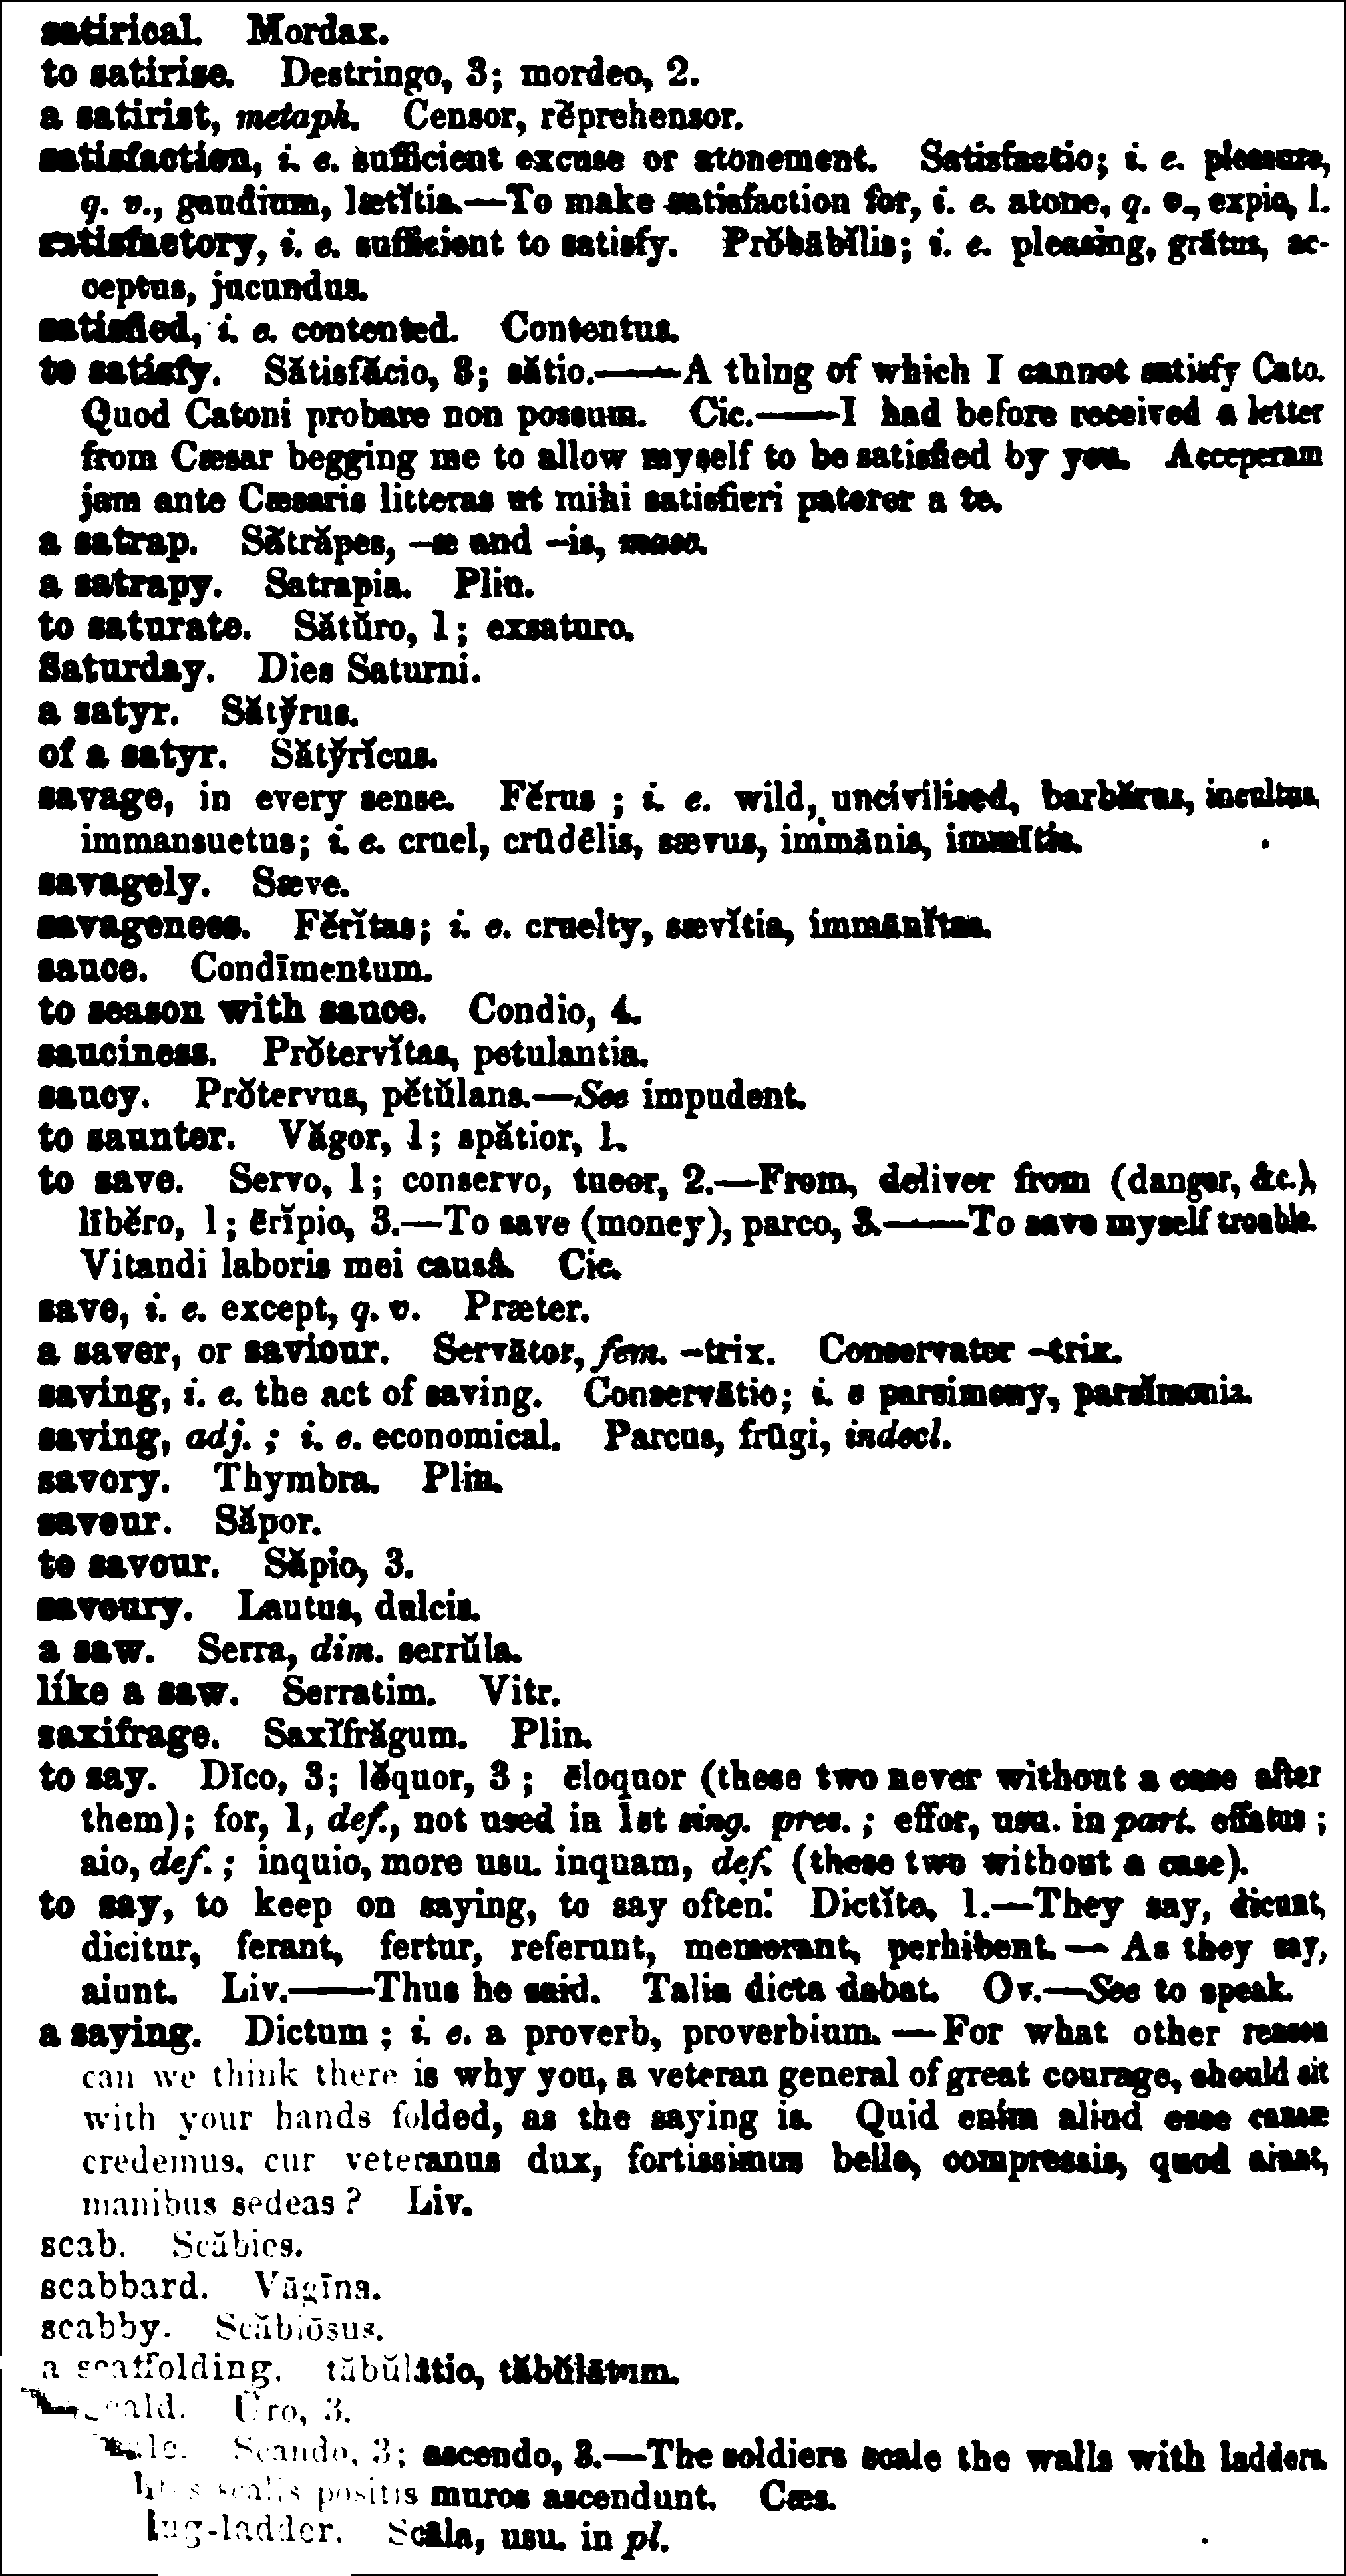 satirical. Mordax.
to satirise. Destringo, 3; mordeo, 2.
a satirist, metaph. Censor, rĕprehensor.
satisfaction, i. e. sufficient excuse or atonement. Satisfactio; i. e. pleasure,
q. v., gaudium, lætĭtia.—To make satisfaction for, i. e. atone, q. v., expio, 1.
satisfactory, i. e. sufficient to satisfy. Prŏbābĭlis; i. e. pleasing, grātus, ac-
ceptus, jucundus.
satisfied, i. e. contented. Contentus.
to satisfy. Sătisfăcio, 3; sătio.——A thing of which I cannot satisfy Cato.
Quod Catoni probare non possum. Cic.——I had before received a letter
from Cæsar begging me to allow myself to be satisfied by you. Acceperam
jam ante Cæsaris litteras ut mihi satisfieri paterer a te.
a satrap. Sătrăpes, -æ and -is, masc.
a satrapy. Satrapia. Plin.
to saturate. Sătŭro, 1; exsaturo.
Saturday. Dies Saturni.
a satyr. Sătўrus.
of a satyr. Sătўrĭcus.
savage, in every sense. Fĕrus ; i. e. wild, uncivilised, barbărus, incultus,
immansuetus; i. e. cruel, crūdēlis, sævus, immānis, immītis.
savagely. Sæve.
savageness. Fĕrĭtas; i. e. cruelty, sævĭtia, immānĭtas.
sauce. Condīmentum.
to season with sauce. Condio, 4.
sauciness. Prŏtervĭtas, petulantia.
saucy. Prŏtervus, pĕtŭlans.—See impudent.
to saunter. Văgor, 1; spătior, 1.
to save. Servo, 1; conservo, tueor, 2.—From, deliver from (danger, &c.),
lībĕro, 1; ērĭpio, 3.—To save (money), parco, 3.——To save myself trouble.
Vitandi laboris mei causâ. Cic.
save, i. e. except, q. v. Præter.
a saver, or saviour. Servātor, fem. -trix. Conservator -trix.
saving, i. e. the act of saving. Conservātio; i. e parsimony, parsĭmonia.
saving, adj. ; i. e. economical. Parcus, frūgi, indecl.
savory. Thymbra. Plin.
savour. Săpor.
to savour. Săpio, 3.
savoury. Lautus, dulcis.
a saw. Serra, dim. serrŭla.
like a saw. Serratim. Vitr.
saxifrage. Saxĭfrăgum. Plin.
to say. Dīco, 3; lŏquor, 3 ; ēloquor (these two never without a case after
them); for, 1, def., not used in 1st sing. pres. ; effor, usu. in part. effatus ;
aio, def. ; inquio, more usu. inquam, def. (these two without a case).
to say, to keep on saying, to say often: Dictĭto, 1.—They say, dicunt,
dicitur, ferant, fertur, referunt, memorant, perhibent. — As they say,
aiunt. Liv.——Thus he said. Talia dicta dabat. Ov.—See to speak.
a saying. Dictum ; i. e. a proverb, proverbium. — For what other reason
can we think there is why you, a veteran general of great courage, should sit
with your hands folded, as the saying is. Quid enim aliud esse causæ
credemus, cur veteranus dux, fortissimus bello, compressis, quod aiunt,
manibus sedeas ? Liv.
scab. Scăbies.
scabbard. Vāgīna.
scabby. Scăbiōsus.
a scaffolding. tăbŭlātio, tăbŭlātum.
Ūro, 3.
Scando, 3; ascendo, 3.—The soldiers scale the walls with ladders.
scalis positis muros ascendunt. Cæs.
-ladder. Scāla, usu. in pl.